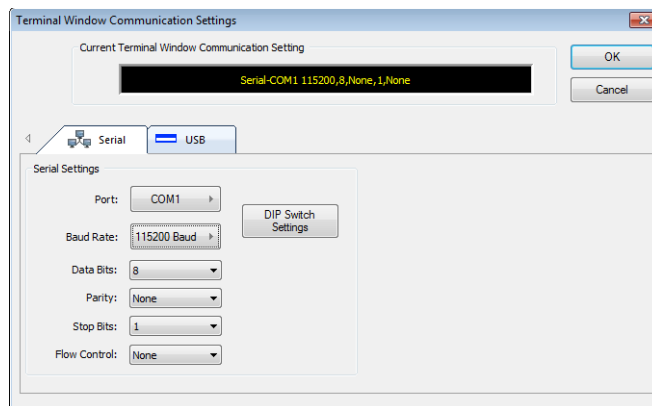 Terminal Window Communication Settings
Current Terminal Window Communication Setting
Serial-COM1 115200,8,None,1,None
OK
Cancel
Serial
USB
Serial Settings
Port:
COM1
DIP Switch
Settings
Baud Rate:
115200 Baud
Data Bits:
8
Parity:
None
Stop Bits:
1
Flow Control:
None